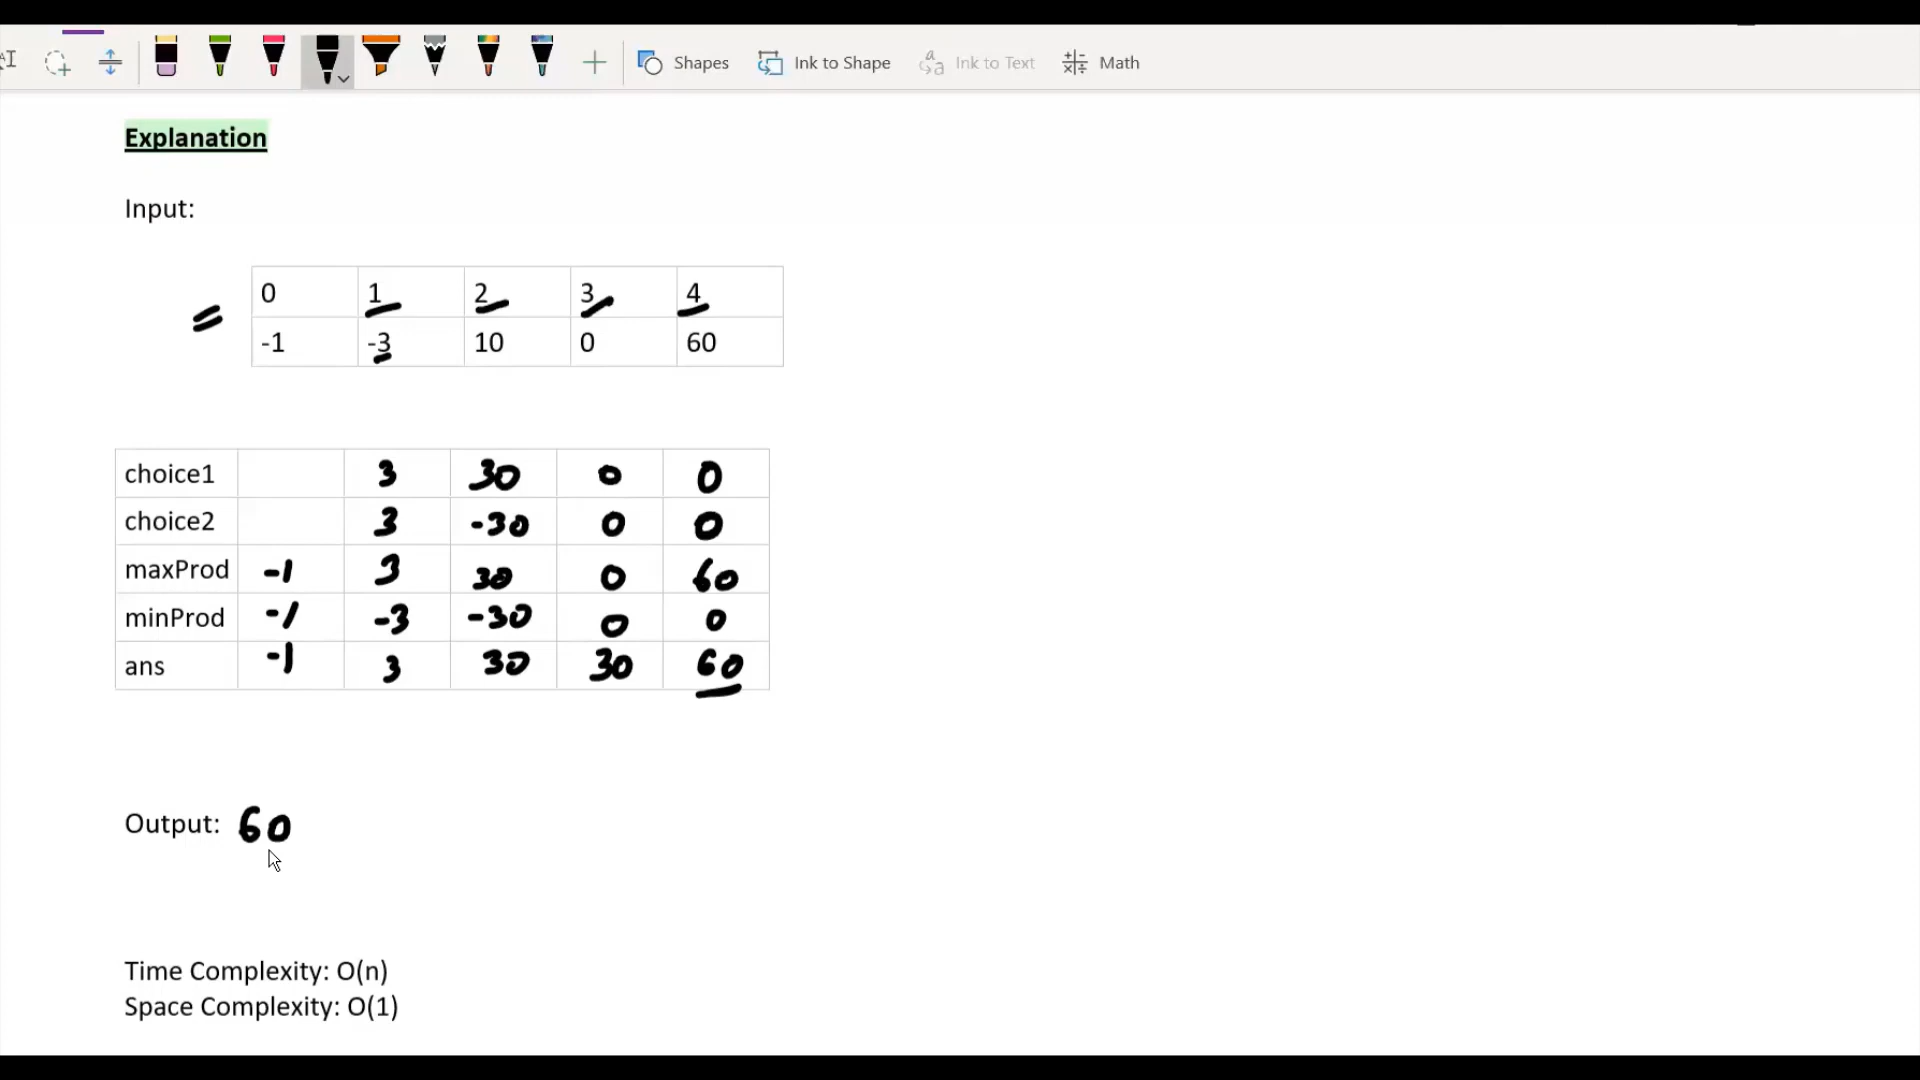 Shapes Ink to Shape Ink to Text Math
Explanation
Input:
0 1 2 3 4
-1 -3 10 0 60
choice1 3 30 0 0
choice2 3 -30 0 0
maxProd -1 3 30 0 60
minProd -1 -3 -30 0 0
ans -1 3 30 30 60
Output: 60
Time Complexity: O(n)
Space Complexity: O(1)